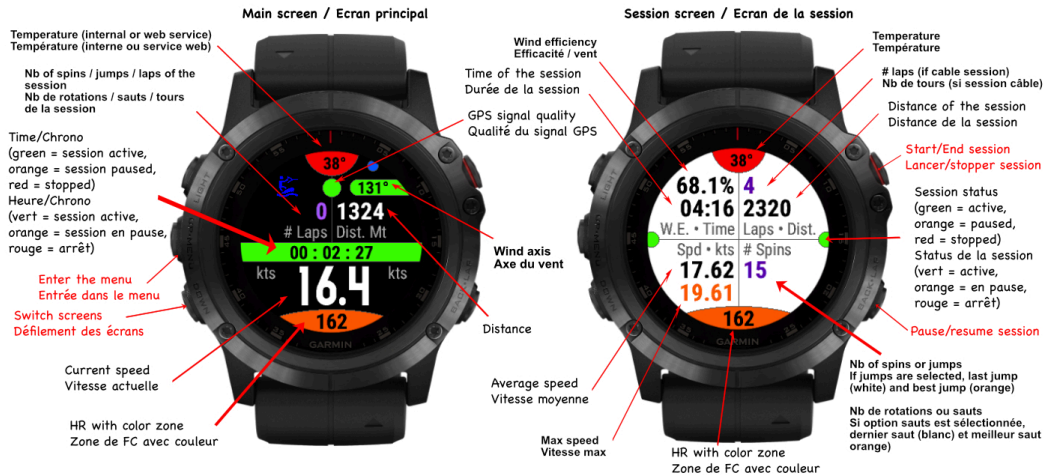 Main screen / Ecran principal
Temperature (internal or web service)
Température (interne ou service web)
Nb of spins / jumps / laps of the
session
Nb de rotations / sauts / tours
de la session
Time/Chrono
(green = session active,
orange = session paused,
red = stopped)
Heure/Chrono
(vert = session active,
orange = session en pause,
rouge = arrêt)
Enter the menu
Entrée dans le menu
Switch screens
Défilement des écrans
Current speed
Vitesse actuelle
HR with color zone
Zone de FC avec couleur
LIGHT
38°
131°
0
1324
# Laps
Dist. Mt
00 : 02 : 27
kts
16.4
kts
162
GARMIN
GPS signal quality
Qualité du signal GPS
Wind axis
Axe du vent
Distance
Session screen / Ecran de la session
Wind efficiency
Efficacité / vent
Time of the session
Durée de la session
Average speed
Vitesse moyenne
Max speed
Vitesse max
HR with color zone
Zone de FC avec couleur
LIGHT
38°
68.1%
4
04:16
2320
W.E. • Time
Laps • Dist.
Spd • kts
# Spins
17.62
15
19.61
162
GARMIN
Temperature
Température
# laps (if cable session)
Nb de tours (si session câble)
Distance of the session
Distance de la session
Start/End session
Lancer/stopper session
Session status
(green = active,
orange = paused,
red = stopped)
Status de la session
(vert = active,
orange = en pause,
rouge = arrêt)
Pause/resume session
Nb of spins or jumps
If jumps are selected, last jump
(white) and best jump (orange)
Nb de rotations ou sauts
Si option sauts est sélectionnée,
dernier saut (blanc) et meilleur saut
orange)